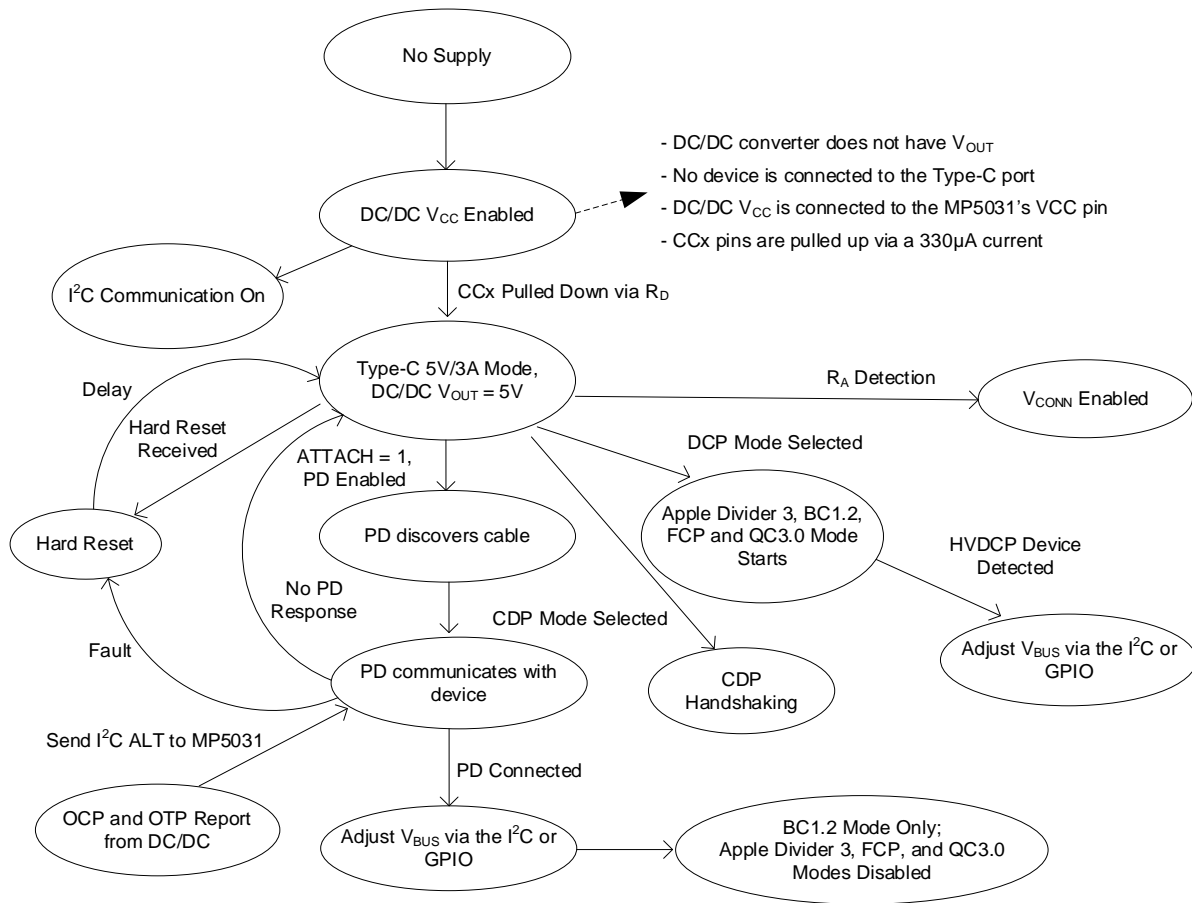 No Supply
- DC/DC converter does not have VOUT
- No device is connected to the Type-C port
- DC/DC VCC is connected to the MP5031's VCC pin
- CCx pins are pulled up via a 330µA current
DC/DC VCC Enabled
I²C Communication On
CCx Pulled Down via RD
Type-C 5V/3A Mode,
DC/DC VOUT = 5V
Delay
Hard Reset
Received
RA Detection
VCONN Enabled
DCP Mode Selected
ATTACH = 1,
PD Enabled
Apple Divider 3, BC1.2,
FCP and QC3.0 Mode
Starts
PD discovers cable
Hard Reset
HVDCP Device
Detected
No PD
Response
CDP Mode Selected
Fault
PD communicates with
device
CDP
Handshaking
Adjust VBUS via the I²C or
GPIO
Send I²C ALT to MP5031
PD Connected
OCP and OTP Report
from DC/DC
Adjust VBUS via the I²C or
GPIO
BC1.2 Mode Only;
Apple Divider 3, FCP, and QC3.0
Modes Disabled